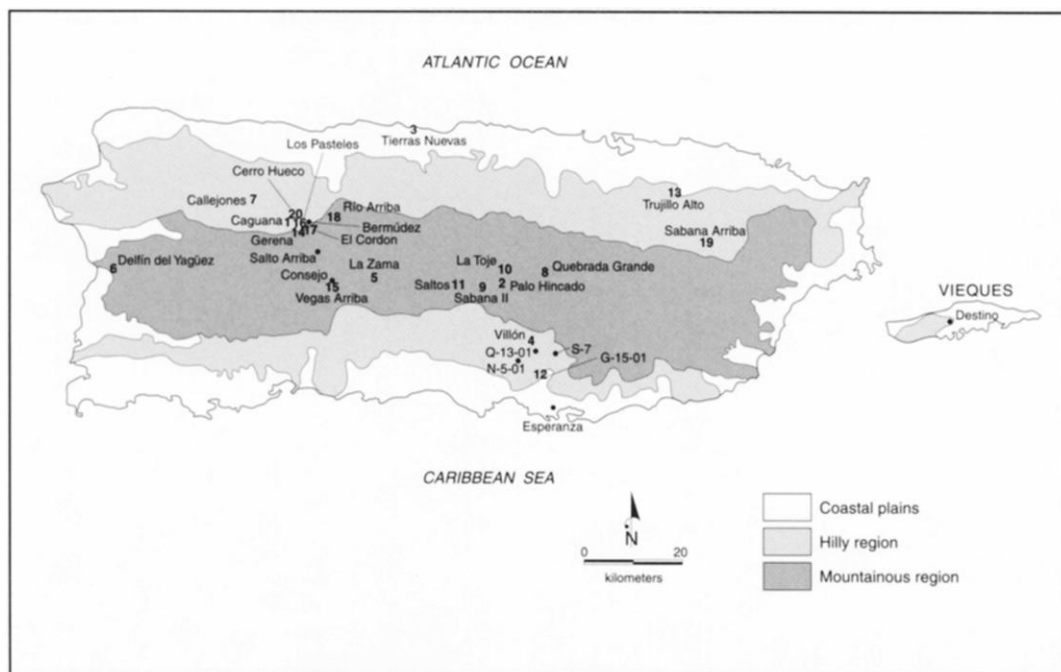 ATLANTIC OCEAN
3
Tierras Nuevas
Los Pasteles
Cerro Hueco
Callejones 7
20
Río Arriba
18
Caguana 1 16
Bermúdez
14 17
Gerena
El Cordon
13
Trujillo Alto
Sabana Arriba
19
Delfín del Yagüez
6
Salto Arriba
Consejo
15
Vegas Arriba
La Zama
5
La Toje
10
8 Quebrada Grande
Saltos 11 9 2 Palo Hincado
Sabana II
VIEQUES
Destino
Villón
4
Q-13-01
S-7
N-5-01
12
G-15-01
Esperanza
CARIBBEAN SEA
N
0 20
kilometers
Coastal plains
Hilly region
Mountainous region